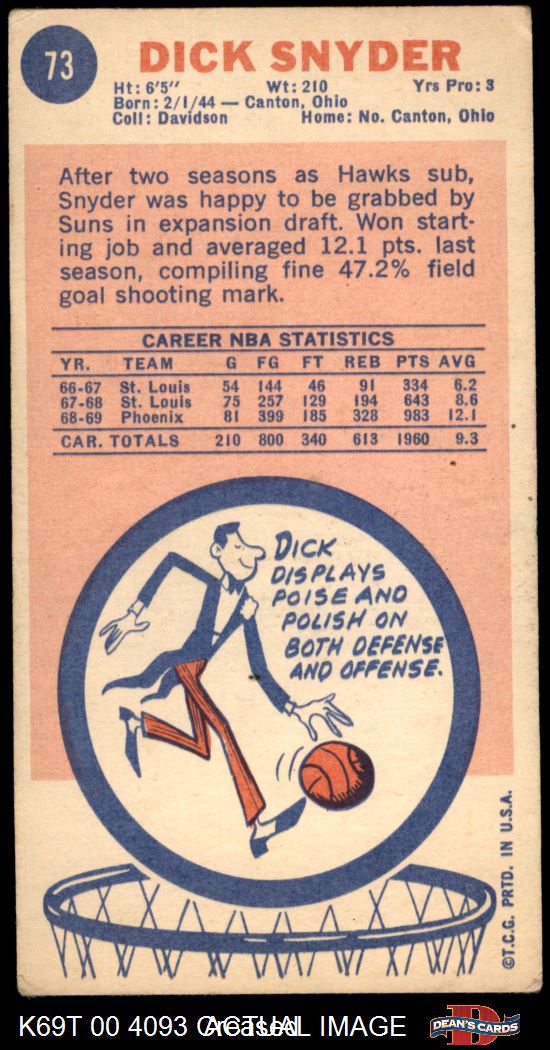 73
DICK SNYDER
Ht: 6'5" Wt: 210 Yrs Pro: 3
Born: 2/1/44 — Canton, Ohio
Coll: Davidson Home: No. Canton, Ohio
After two seasons as Hawks sub,
Snyder was happy to be grabbed by
Suns in expansion draft. Won start-
ing job and averaged 12.1 pts. last
season, compiling fine 47.2% field
goal shooting mark.
CAREER NBA STATISTICS
YR. TEAM G FG FT REB PTS AVG
66-67 St. Louis 54 144 46 91 334 6.2
67-68 St. Louis 75 257 129 194 643 8.6
68-69 Phoenix 81 399 185 328 983 12.1
CAR. TOTALS 210 800 340 613 1960 9.3
DICK
DISPLAYS
POISE AND
POLISH ON
BOTH DEFENSE
AND OFFENSE.
©T.C.G. PRTD. IN U.S.A.
K69T 00 4093 ACTUAL IMAGE
D
DEAN'S CARDS